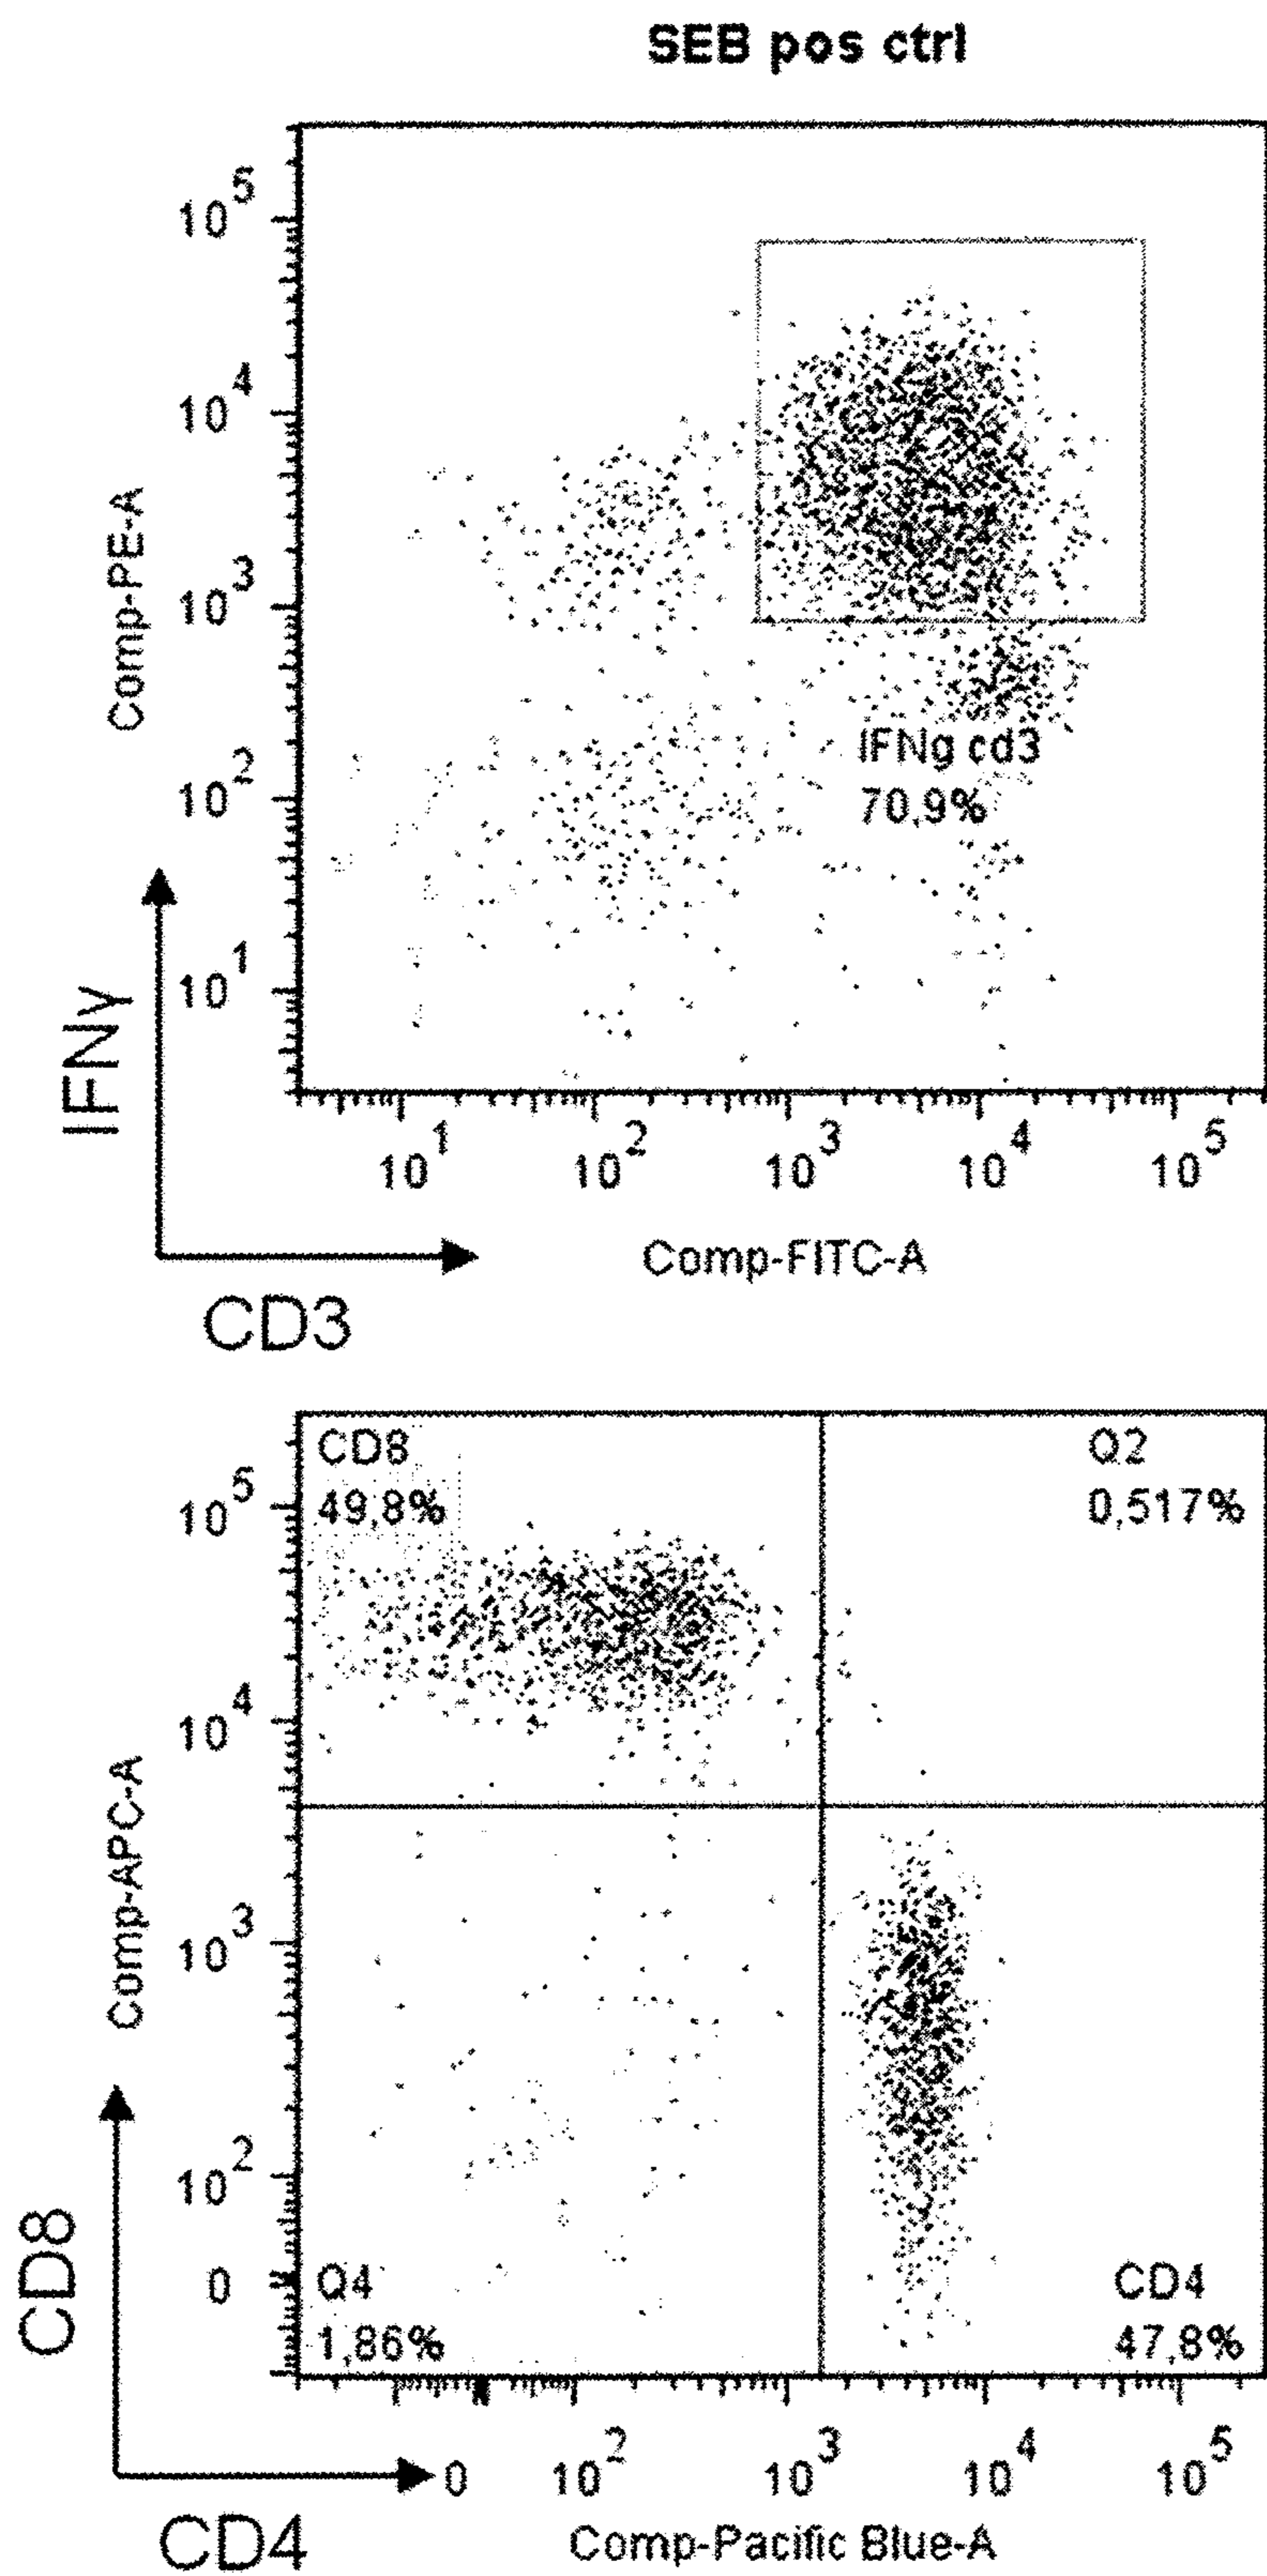 SEB pos ctrl
10^5
10^4
10^3
10^2
10^1
Comp-PE-A
IFNγ
IFNg cd3
70,9%
10^1 10^2 10^3 10^4 10^5
Comp-FITC-A
CD3
CD8
49,8%
Q2
0,517%
10^5
10^4
10^3
10^2
0
Comp-APC-A
CD8
Q4
1,86%
CD4
47,8%
0 10^2 10^3 10^4 10^5
Comp-Pacific Blue-A
CD4